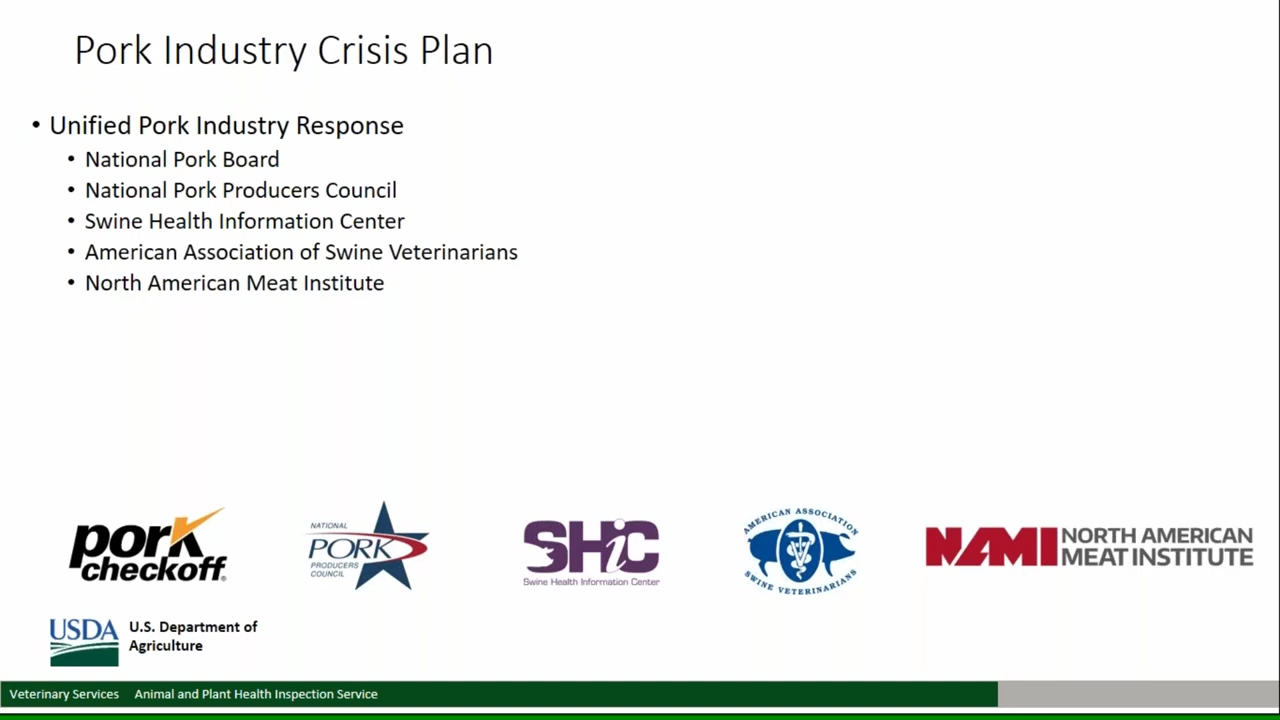 Pork Industry Crisis Plan
• Unified Pork Industry Response
• National Pork Board
• National Pork Producers Council
• Swine Health Information Center
• American Association of Swine Veterinarians
• North American Meat Institute
pork
checkoff®
NATIONAL
PORK
PRODUCERS
COUNCIL
SHiC
Swine Health Information Center
AMERICAN ASSOCIATION
SWINE VETERINARIANS
NAMI NORTH AMERICAN
MEAT INSTITUTE
USDA U.S. Department of
Agriculture
Veterinary Services Animal and Plant Health Inspection Service